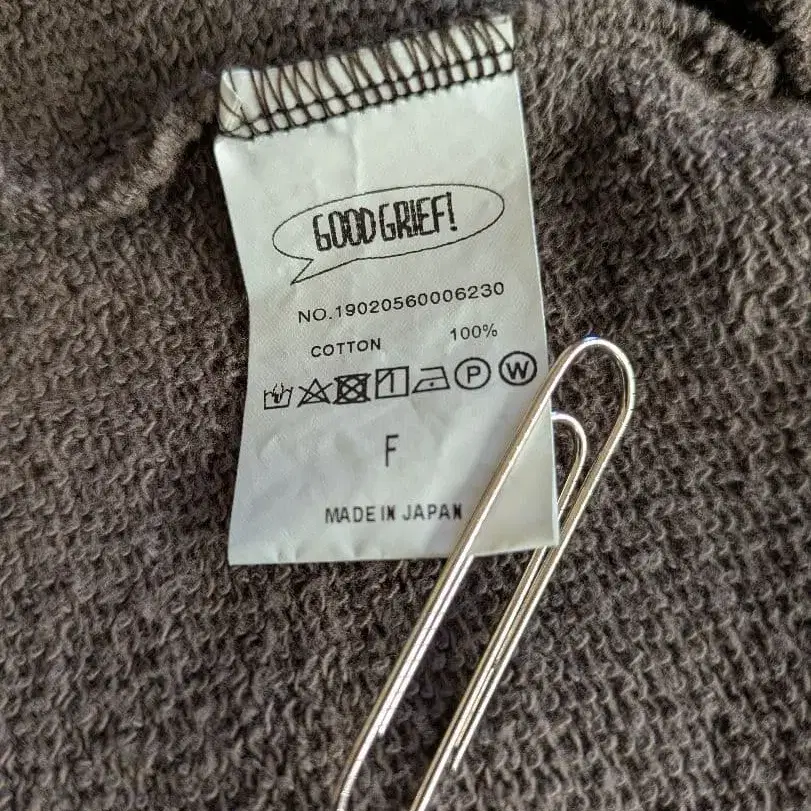 GOOD GRIEF!
NO.19020560006230
COTTON 100%
P W
F
MADE IN JAPAN